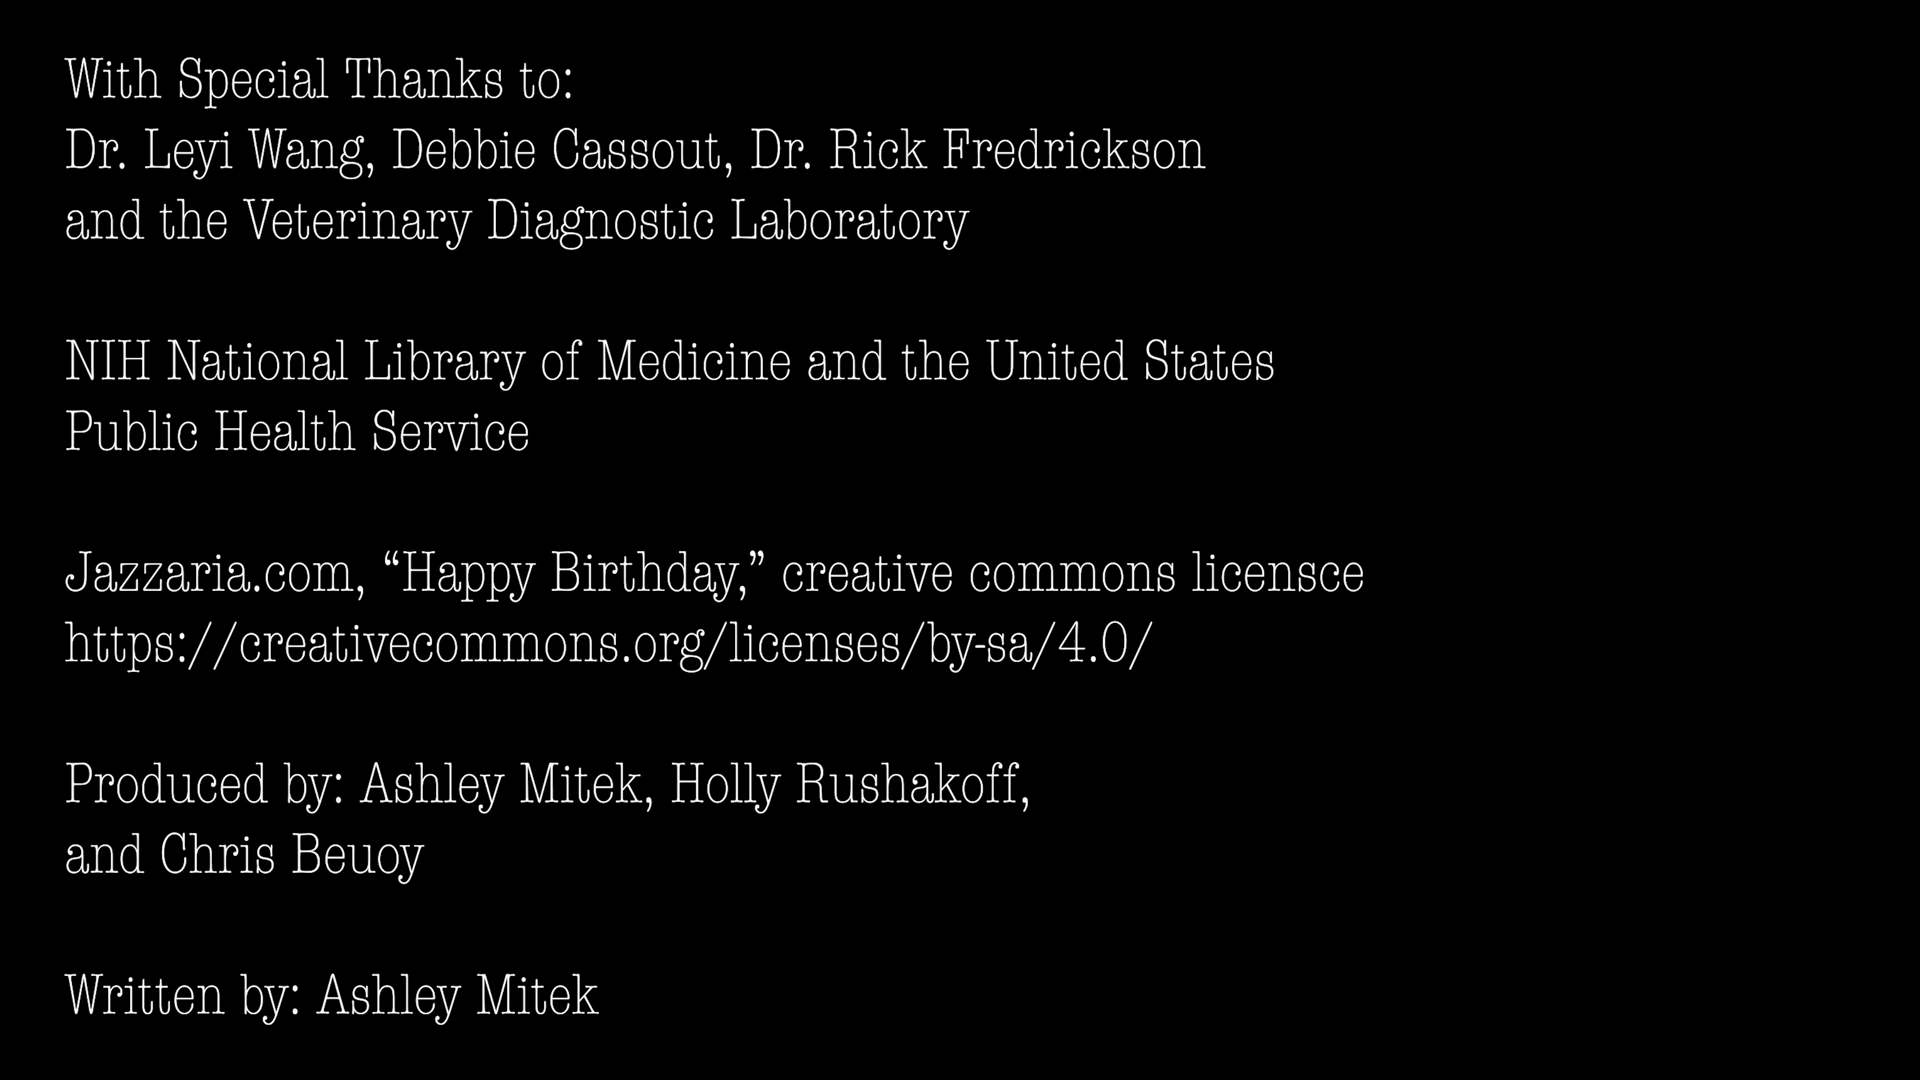 With Special Thanks to:
Dr. Leyi Wang, Debbie Cassout, Dr. Rick Fredrickson
and the Veterinary Diagnostic Laboratory
NIH National Library of Medicine and the United States
Public Health Service
Jazzaria.com, “Happy Birthday,” creative commons licensce
https://creativecommons.org/licenses/by-sa/4.0/
Produced by: Ashley Mitek, Holly Rushakoff,
and Chris Beuoy
Written by: Ashley Mitek